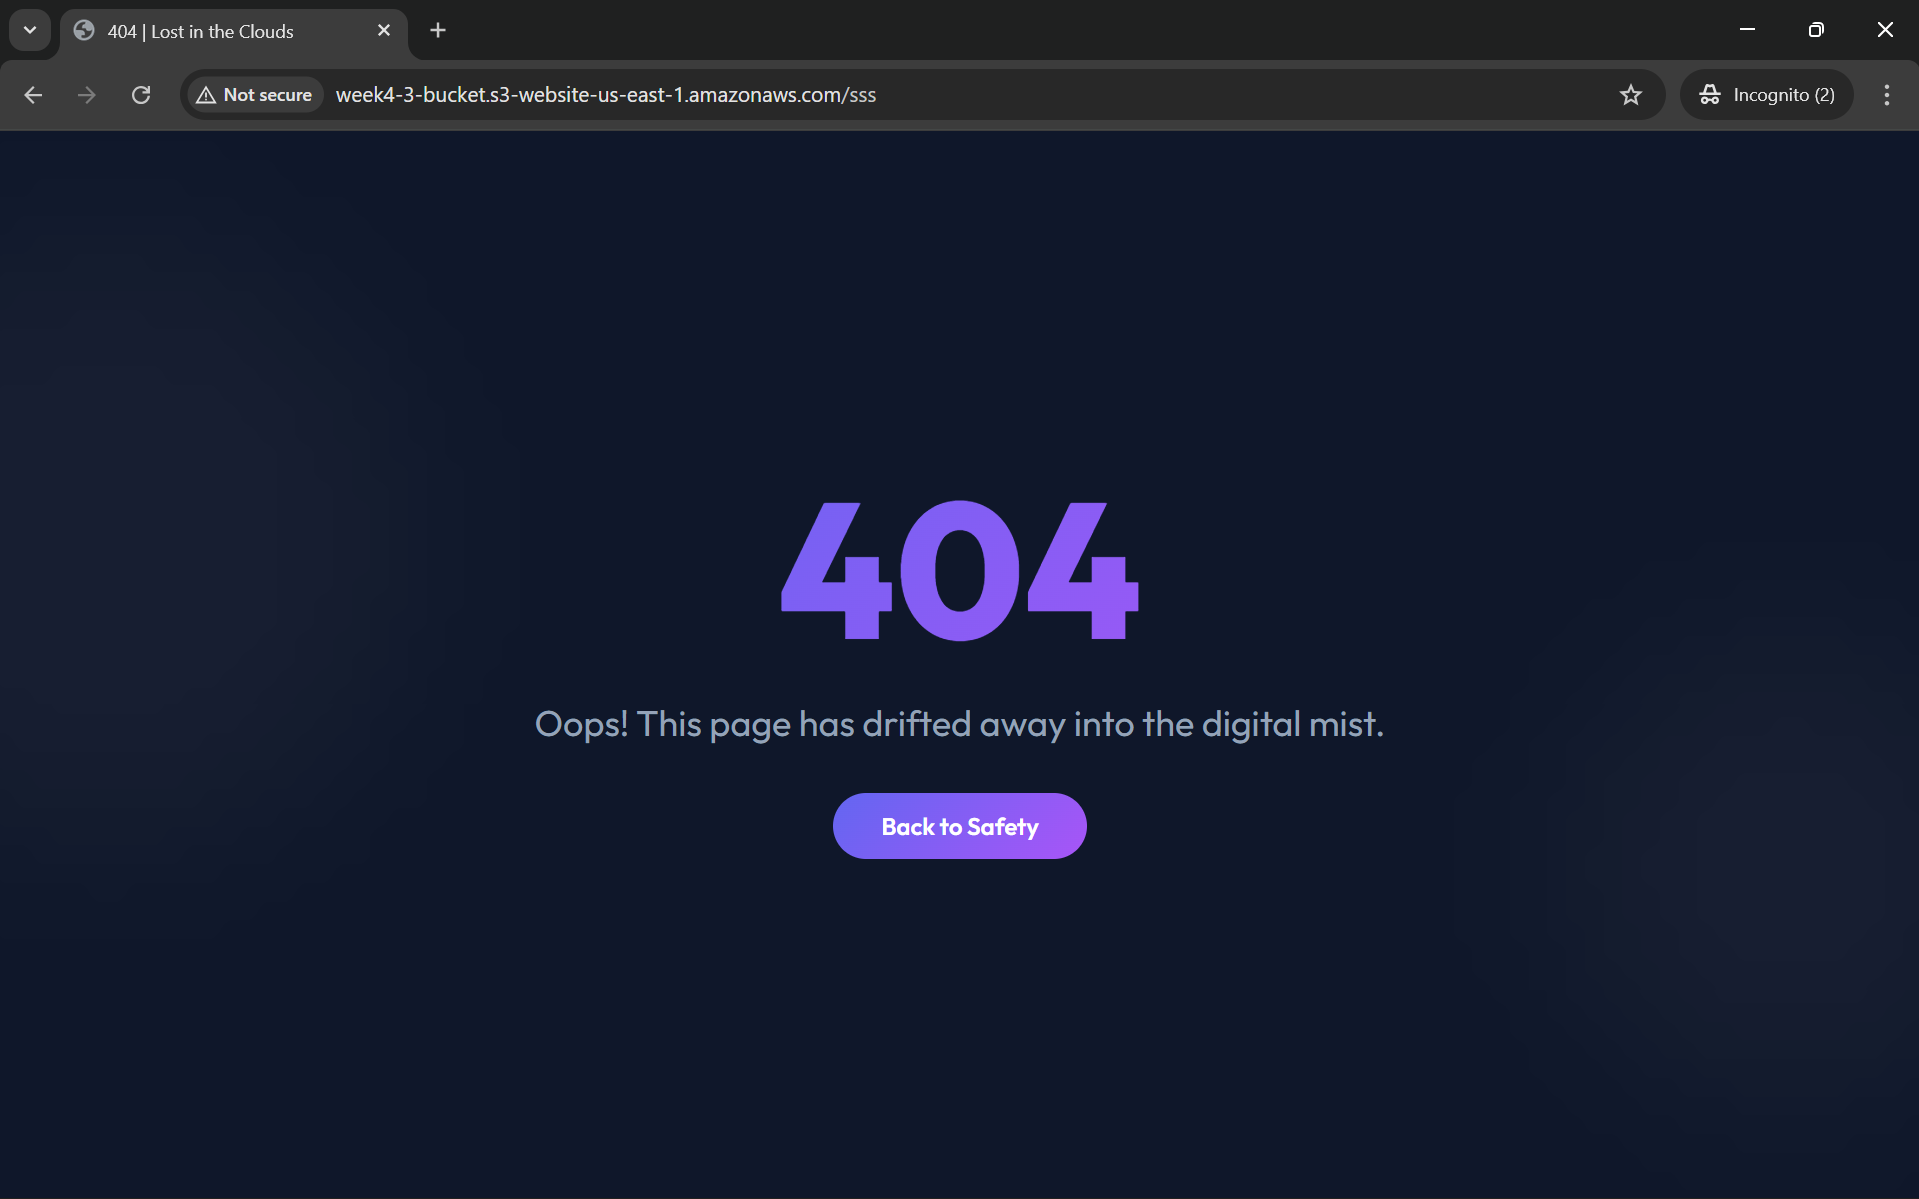 404 | Lost in the Clouds
Not secure
week4-3-bucket.s3-website-us-east-1.amazonaws.com/sss
Incognito (2)
404
Oops! This page has drifted away into the digital mist.
Back to Safety